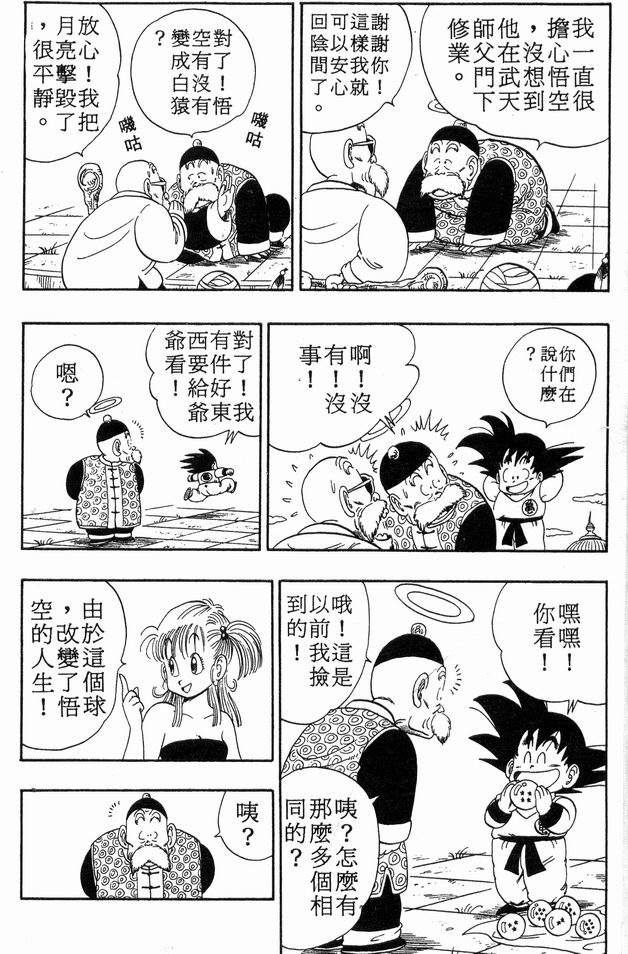 我一直很
擔心悟空
，沒想到
他在武天
師父門下
修業。
謝謝你！
這樣我就
可以安心
回陰間
了。
對了！悟
空有沒有
變成白猿
？
嘰咕
嘰咕
放心！我把
月亮擊毀了
，很平靜。
你們在
說什麼
？
啊！沒
有！沒
事！
對了！我
有件好東
西要給爺
爺看！
嗯？
嘿嘿！
你看！
哦！這是
以前我撿
到的！
咦？怎麼有
那麼多個相
同的？
由於這個球
，改變了悟
空的人生！
咦？